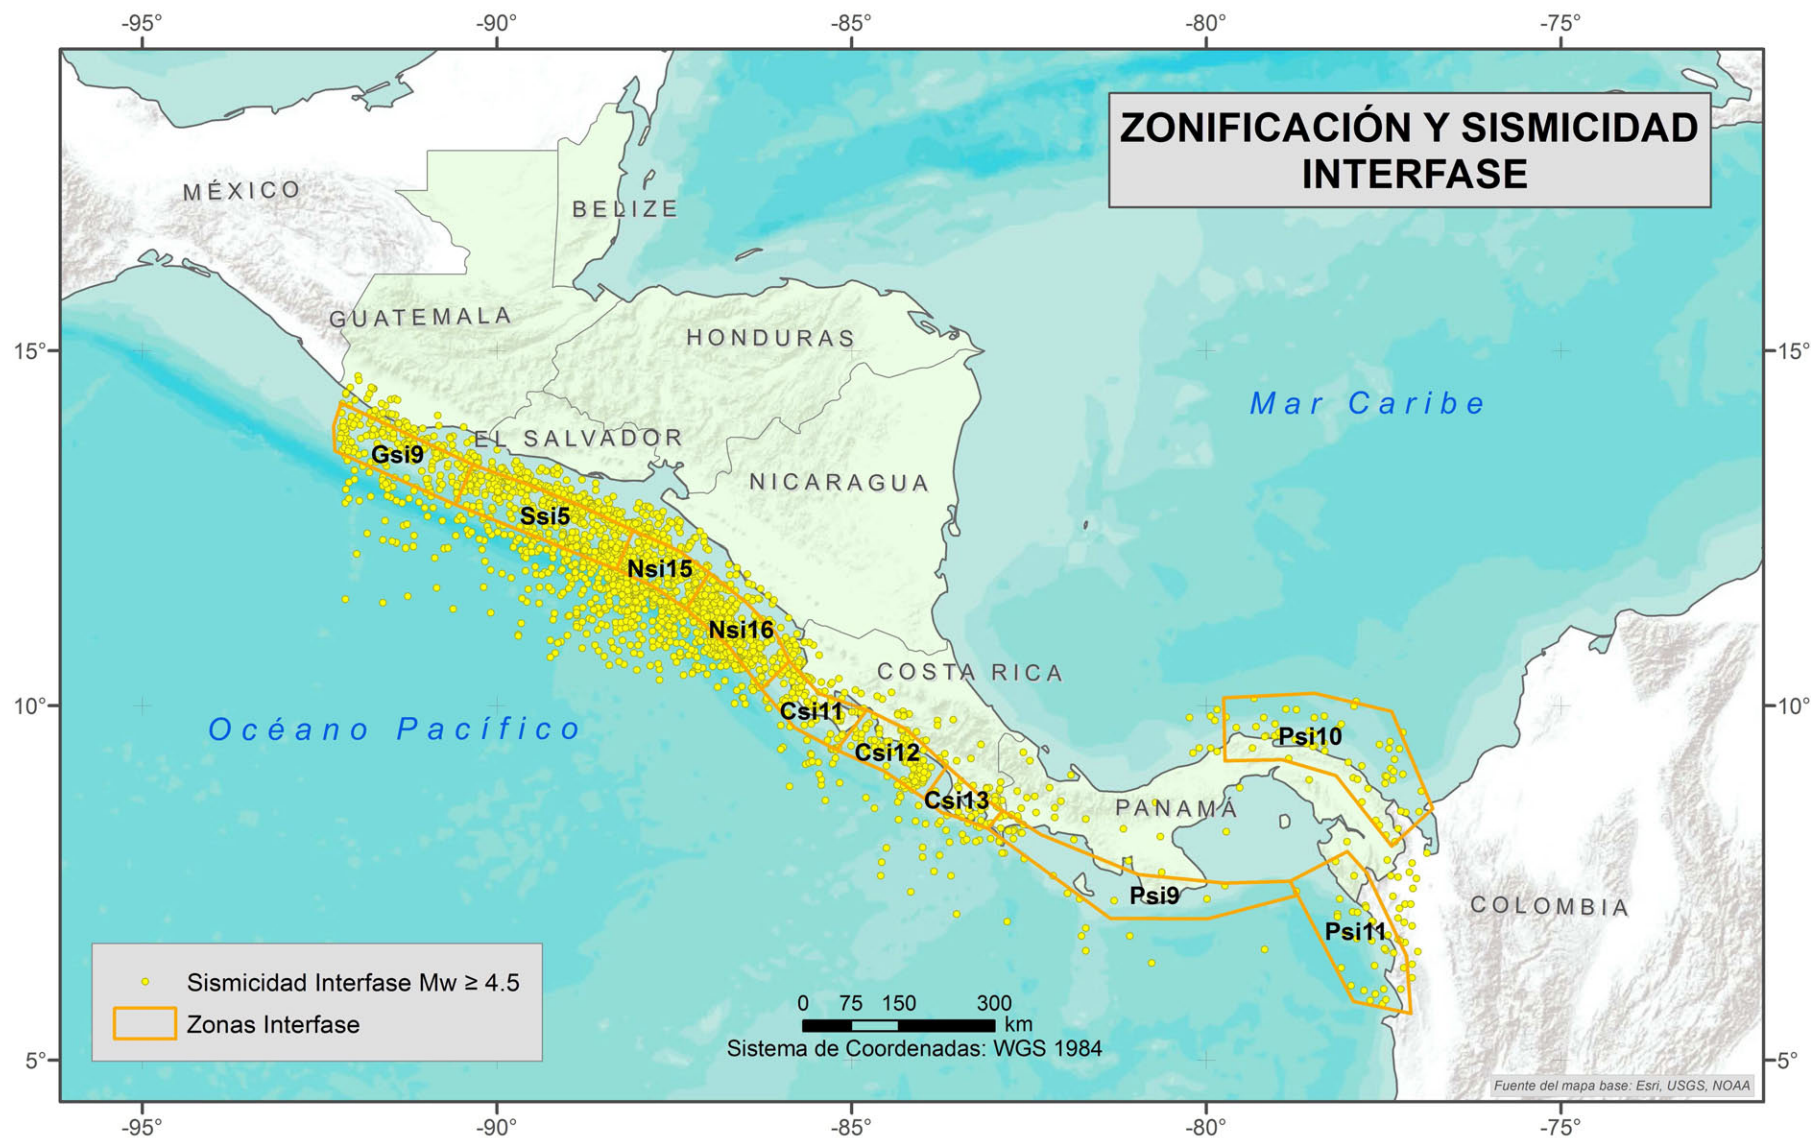 -95° -90° -85° -80° -75°
ZONIFICACIÓN Y SISMICIDAD
INTERFASE
MÉXICO
BELIZE
GUATEMALA
HONDURAS
15° 15°
Mar Caribe
EL SALVADOR
Gsi9
NICARAGUA
Ssi5
Nsi15
Nsi16
COSTA RICA
10° 10°
Csi11
Océano Pacífico
Psi10
Csi12
Csi13
PANAMÁ
Psi9
COLOMBIA
Psi11
Sismicidad Interfase Mw ≥ 4.5
Zonas Interfase
0 75 150 300
km
Sistema de Coordenadas: WGS 1984
5° 5°
Fuente del mapa base: Esri, USGS, NOAA
-95° -90° -85° -80° -75°